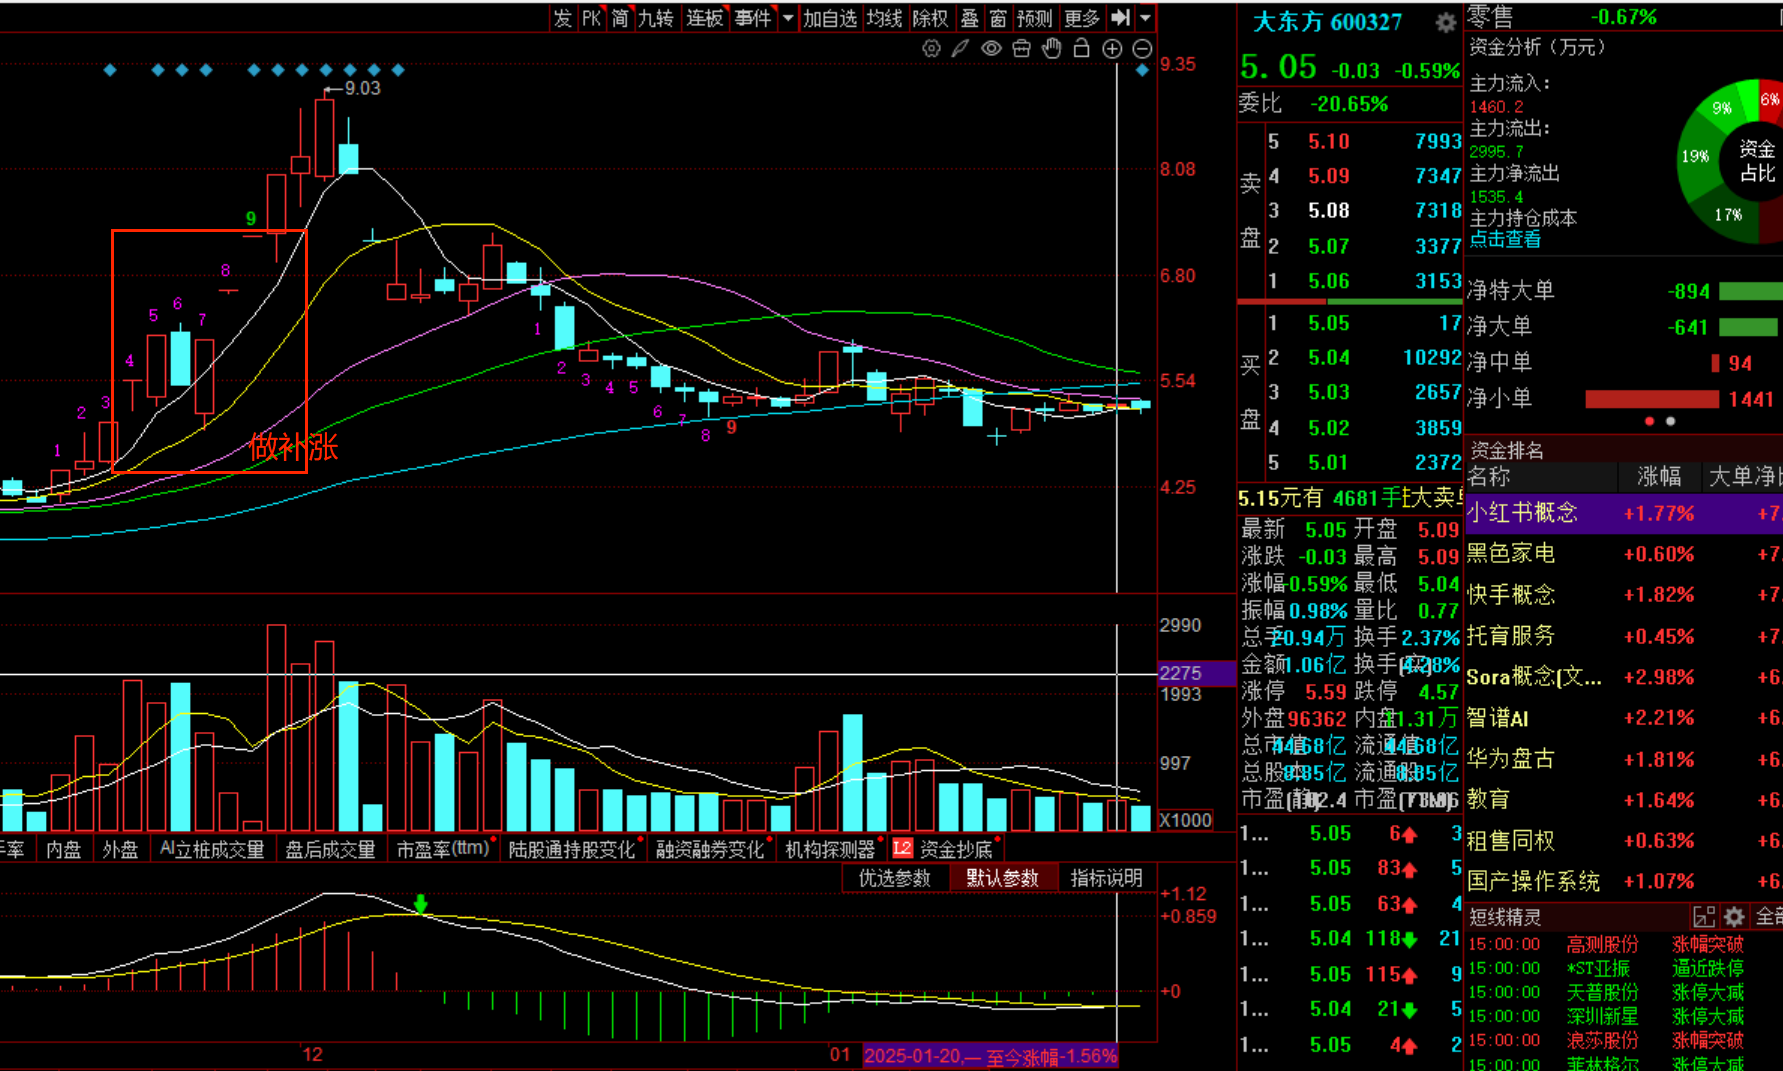 发 PK 简 九转 连板 事件 加自选 均线 除权 叠 窗 预测 更多
9.35
9.03
8.08
6.80
5.54
4.25
9
8
5 6 7
4
1 2 3
做补涨
1
2 3 4 5
6 7 8 9
2990
2275
1993
997
X1000
内盘 外盘 AI立桩成交量 盘后成交量 市盈率(ttm) 陆股通持股变化 融资融券变化 机构探测器 L2 资金抄底
优选参数 默认参数 指标说明
+1.12
+0.859
+0
12
01
2025-01-20,一 至今涨幅-1.56%
大东方 600327
5.05 -0.03 -0.59%
委比 -20.65%
卖盘
5 5.10 7993
4 5.09 7347
3 5.08 7318
2 5.07 3377
1 5.06 3153
买盘
1 5.05 17
2 5.04 10292
3 5.03 2657
4 5.02 3859
5 5.01 2372
5.15元有 4681手
最新 5.05 开盘 5.09
涨跌 -0.03 最高 5.09
涨幅 -0.59% 最低 5.04
振幅 0.98% 量比 0.77
总手 20.94万 换手 2.37%
金额 1.06亿 换手(实) 4.28%
涨停 5.59 跌停 4.57
外盘 96362 内盘 11.31万
总市值 44.68亿 流通值 44.68亿
总股本 8.85亿 流通股 8.85亿
市盈(静) 市盈(TTM)
1... 5.05 6 3
1... 5.05 83 5
1... 5.05 63 4
1... 5.04 118 21
1... 5.05 115 9
1... 5.04 21 5
1... 5.05 4 2
零售 -0.67%
资金分析（万元）
主力流入:
1460.2
主力流出:
2995.7
主力净流出
1535.4
主力持仓成本
点击查看
6%
9%
19%
17%
资金占比
净特大单 -894
净大单 -641
净中单 94
净小单 1441
资金排名
名称 涨幅 大单净
小红书概念 +1.77% +7
黑色家电 +0.60% +7.
快手概念 +1.82% +7.
托育服务 +0.45% +7.
Sora概念(文... +2.98% +6.
智谱AI +2.21% +6.
华为盘古 +1.81% +6.
教育 +1.64% +6.
租售同权 +0.63% +6.
国产操作系统 +1.07% +6.
短线精灵 全
15:00:00 高测股份 涨幅突破
15:00:00 *ST亚振 逼近跌停
15:00:00 天普股份 涨停大减
15:00:00 深圳新星 涨停大减
15:00:00 浪莎股份 涨幅突破
15:00:00 菲林格尔 涨停大减